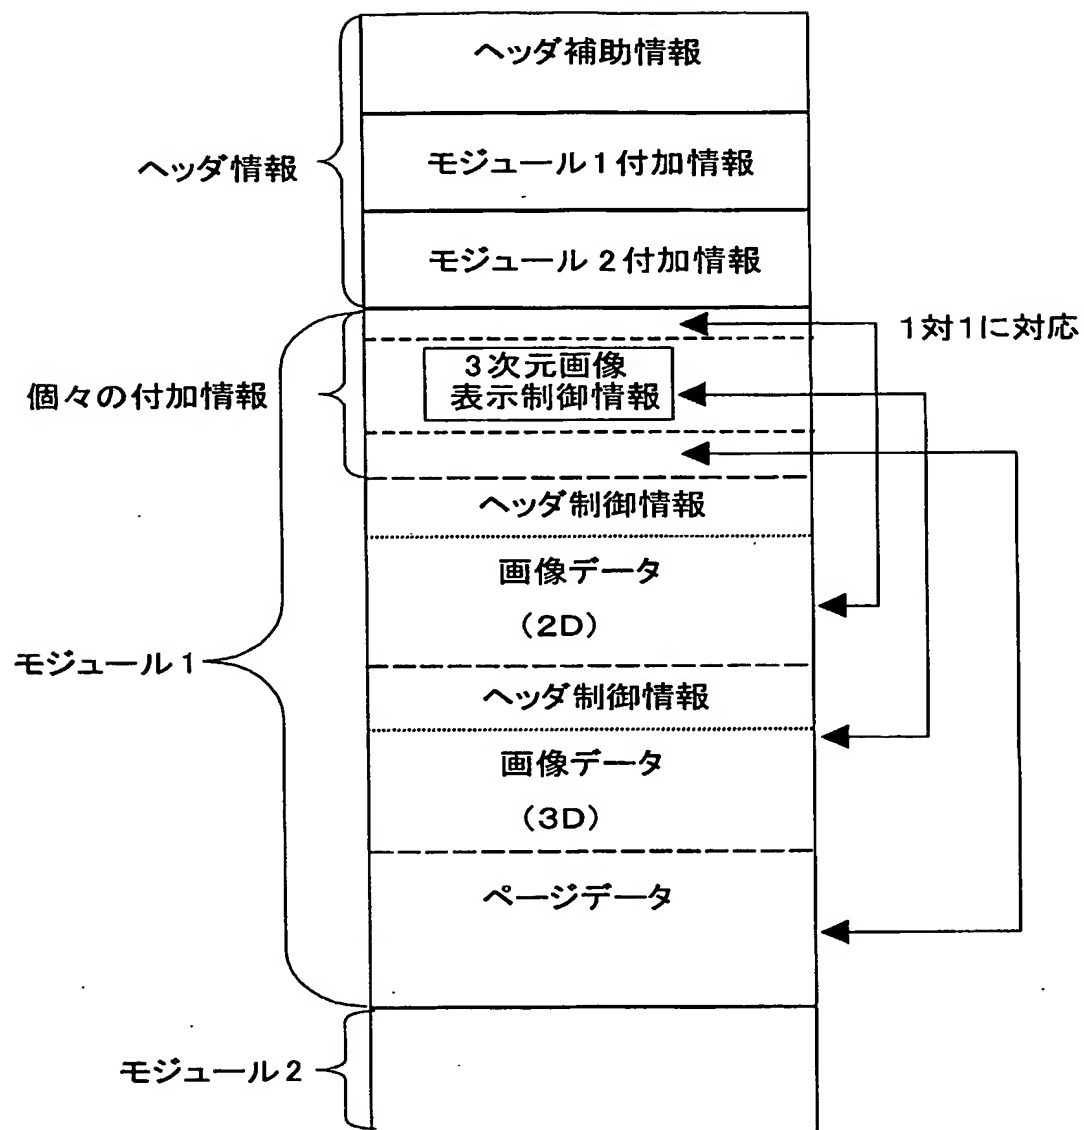 ヘッダ補助情報
ヘッダ情報
モジュール1付加情報
モジュール2付加情報
1対1に対応
個々の付加情報
3次元画像
表示制御情報
ヘッダ制御情報
画像データ
(2D)
モジュール1
ヘッダ制御情報
画像データ
(3D)
ページデータ
モジュール2